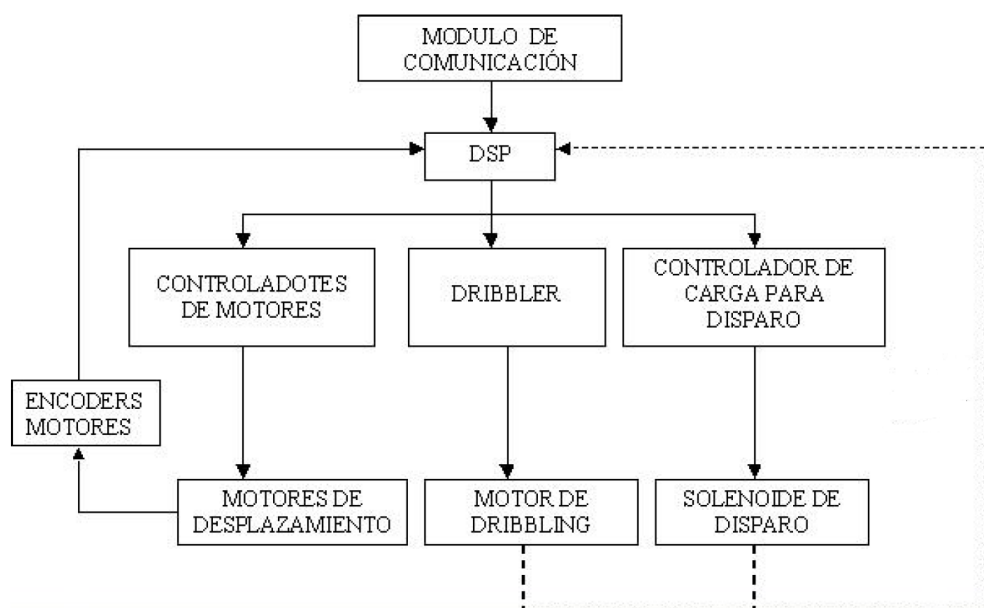 MODULO DE
COMUNICACIÓN
DSP
CONTROLADOTES
DE MOTORES
DRIBBLER
CONTROLADOR DE
CARGA PARA
DISPARO
ENCODERS
MOTORES
MOTORES DE
DESPLAZAMIENTO
MOTOR DE
DRIBBLING
SOLENOIDE DE
DISPARO